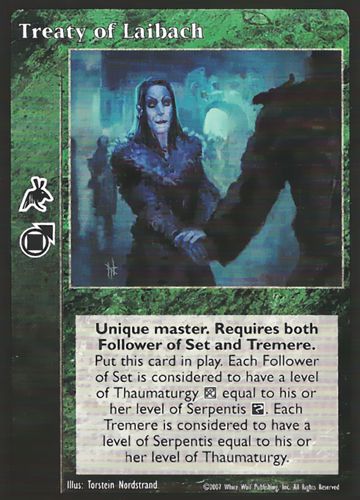 Treaty of Laibach
Unique master. Requires both
Follower of Set and Tremere.
Put this card in play. Each Follower
of Set is considered to have a level
of Thaumaturgy equal to his or
her level of Serpentis. Each
Tremere is considered to have a
level of Serpentis equal to his or
her level of Thaumaturgy.
Illus: Torstein Nordstrand
©2007 White Wolf Publishing, Inc. All Rights Reserved